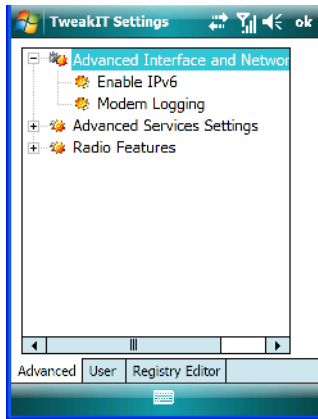 TweakIT Settings ok
Advanced Interface and Networ
Enable IPv6
Modem Logging
Advanced Services Settings
Radio Features
Advanced User Registry Editor